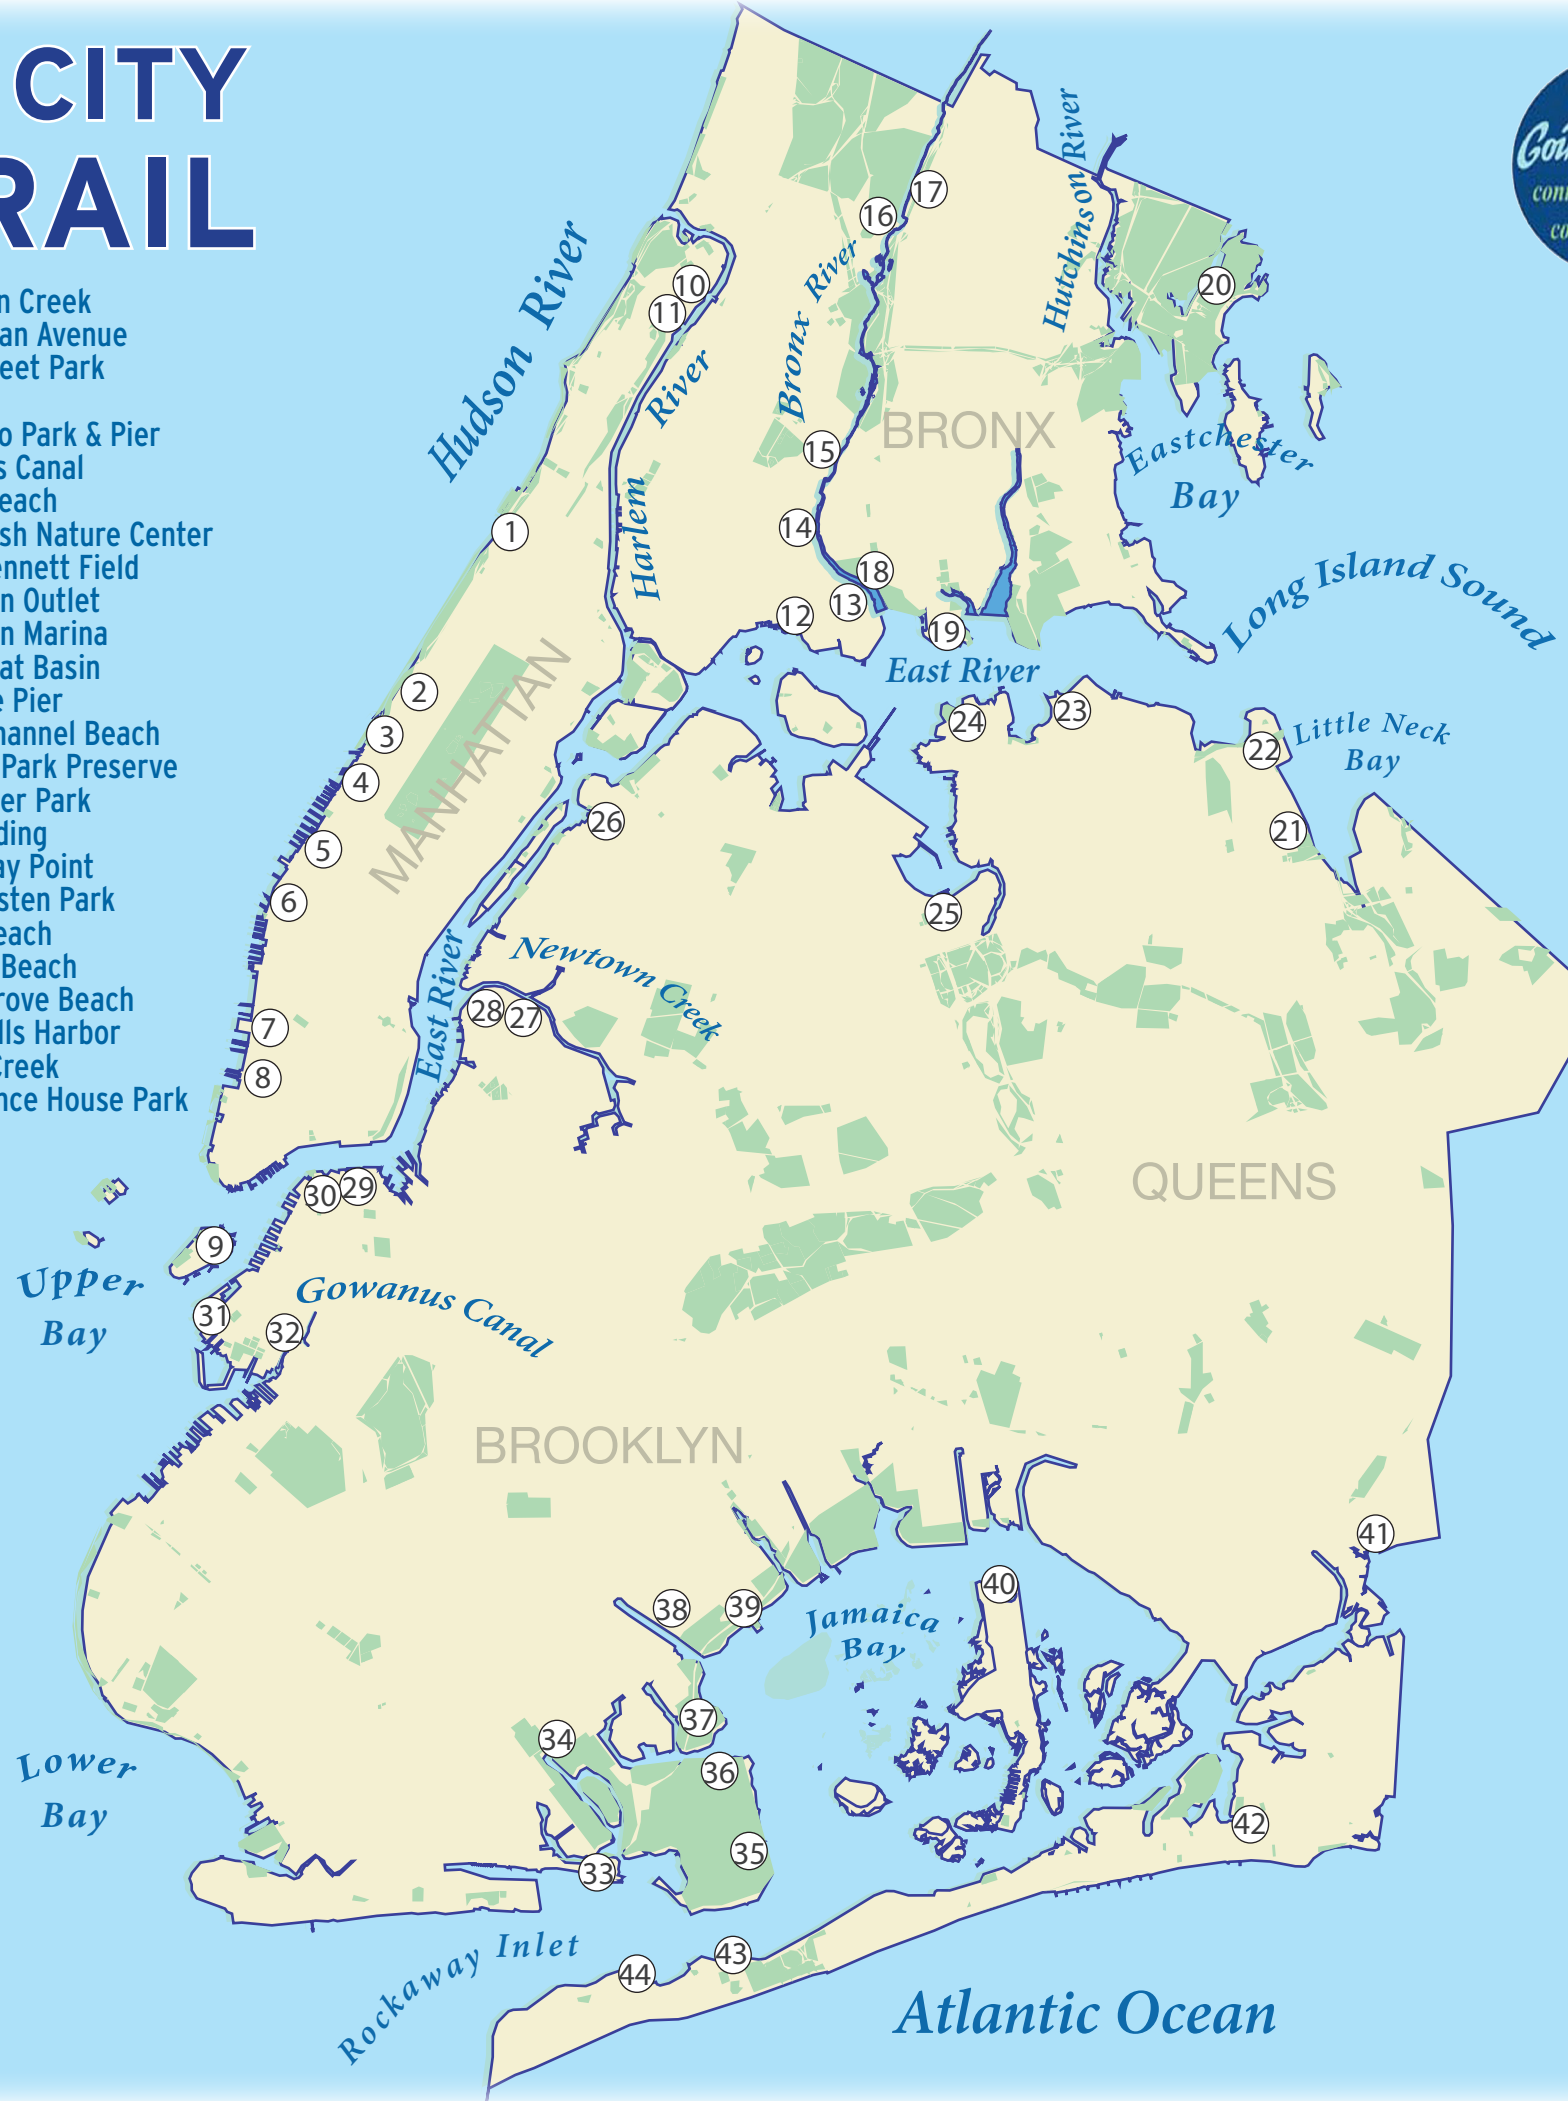 CITY
RAIL
n Creek
an Avenue
eet Park
o Park & Pier
s Canal
each
sh Nature Center
ennett Field
n Outlet
n Marina
at Basin
e Pier
hannel Beach
Park Preserve
er Park
ding
ay Point
sten Park
each
Beach
rove Beach
lls Harbor
Creek
nce House Park
Goi
con
co
Hudson River
Harlem River
Bronx River
Hutchinson River
BRONX
Eastchester
Bay
Long Island Sound
East River
Little Neck
Bay
MANHATTAN
East River
Newtown Creek
QUEENS
Upper
Bay
Gowanus Canal
BROOKLYN
Jamaica
Bay
Lower
Bay
Rockaway Inlet
Atlantic Ocean
17
16
20
10
11
15
1
14
18
13
12
19
2
3
4
24
23
22
21
5
26
6
25
28
27
7
8
30
29
9
31
32
41
40
38
39
37
34
36
35
33
42
43
44